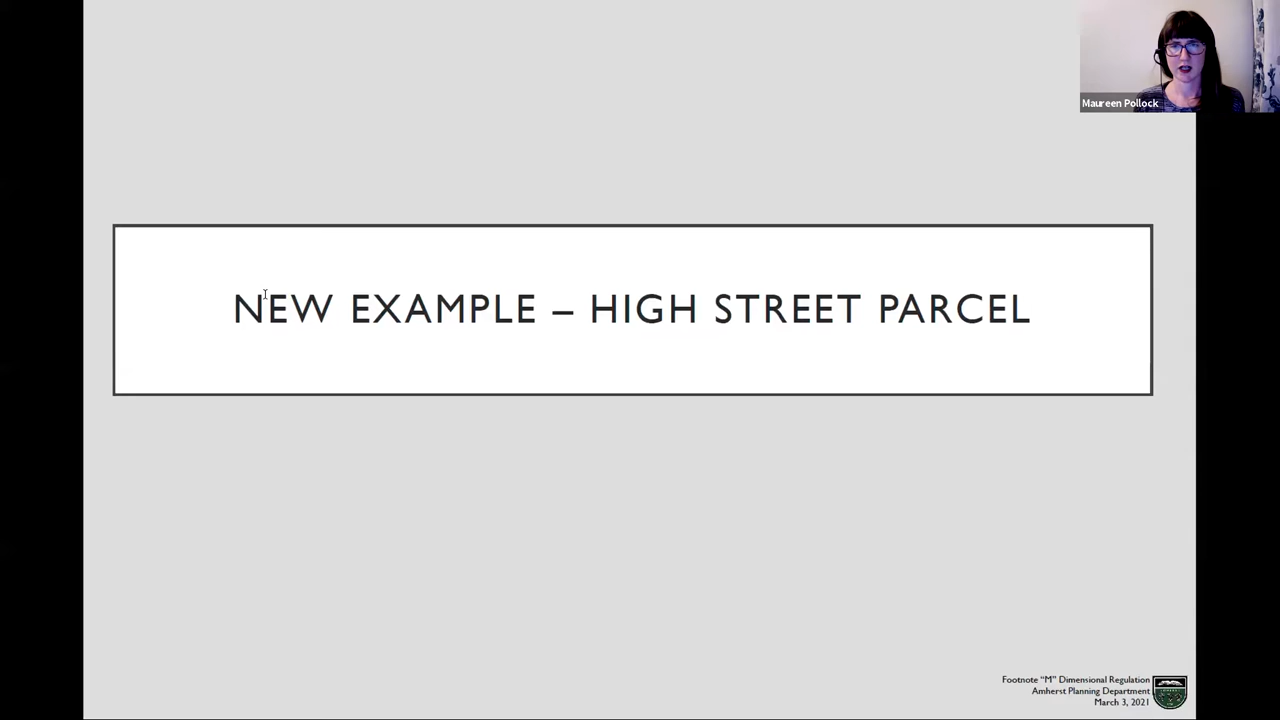 Maureen Pollock
NEW EXAMPLE – HIGH STREET PARCEL
Footnote “M” Dimensional Regulation
Amherst Planning Department
March 3, 2021